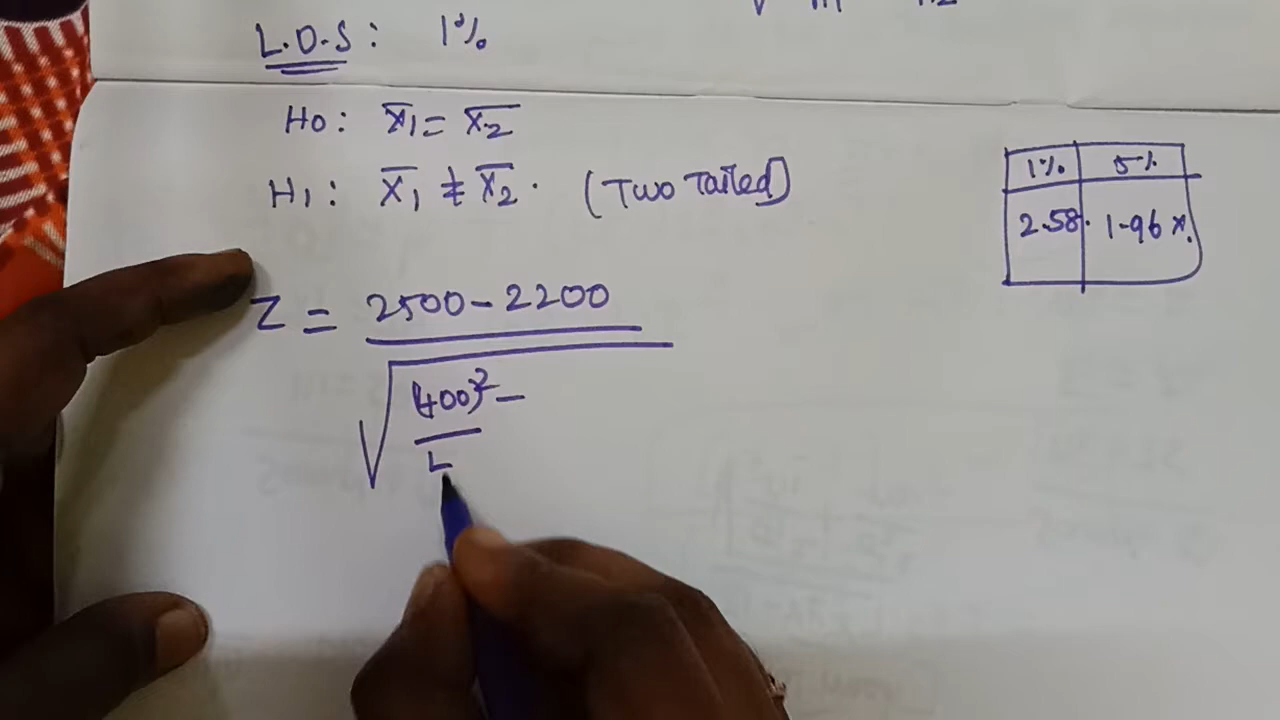 L.O.S: 1%
H0: X̄1 = X̄2
H1: X̄1 ≠ X̄2. (Two Tailed)
1% 5%
2.58. 1.96 x.
Z = 2500 - 2200
√ (400)² -
L